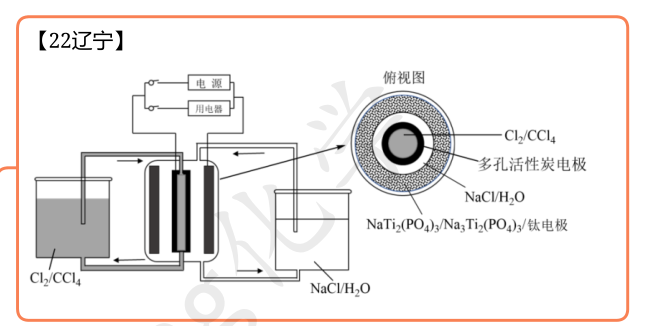 【22辽宁】
俯视图
电 源
用电器
Cl₂/CCl₄
多孔活性炭电极
NaCl/H₂O
NaTi₂(PO₄)₃/Na₃Ti₂(PO₄)₃/钛电极
Cl₂/CCl₄
NaCl/H₂O